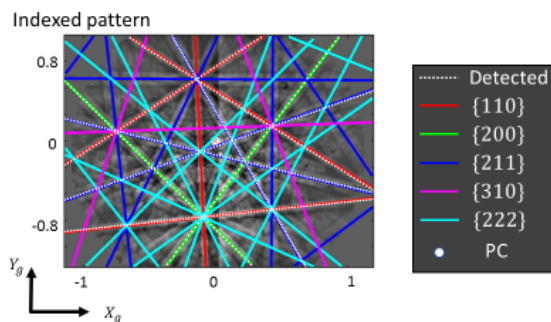 Indexed pattern
0.8
0
-0.8
-1
0
1
Y_g
X_g
Detected
{110}
{200}
{211}
{310}
{222}
PC